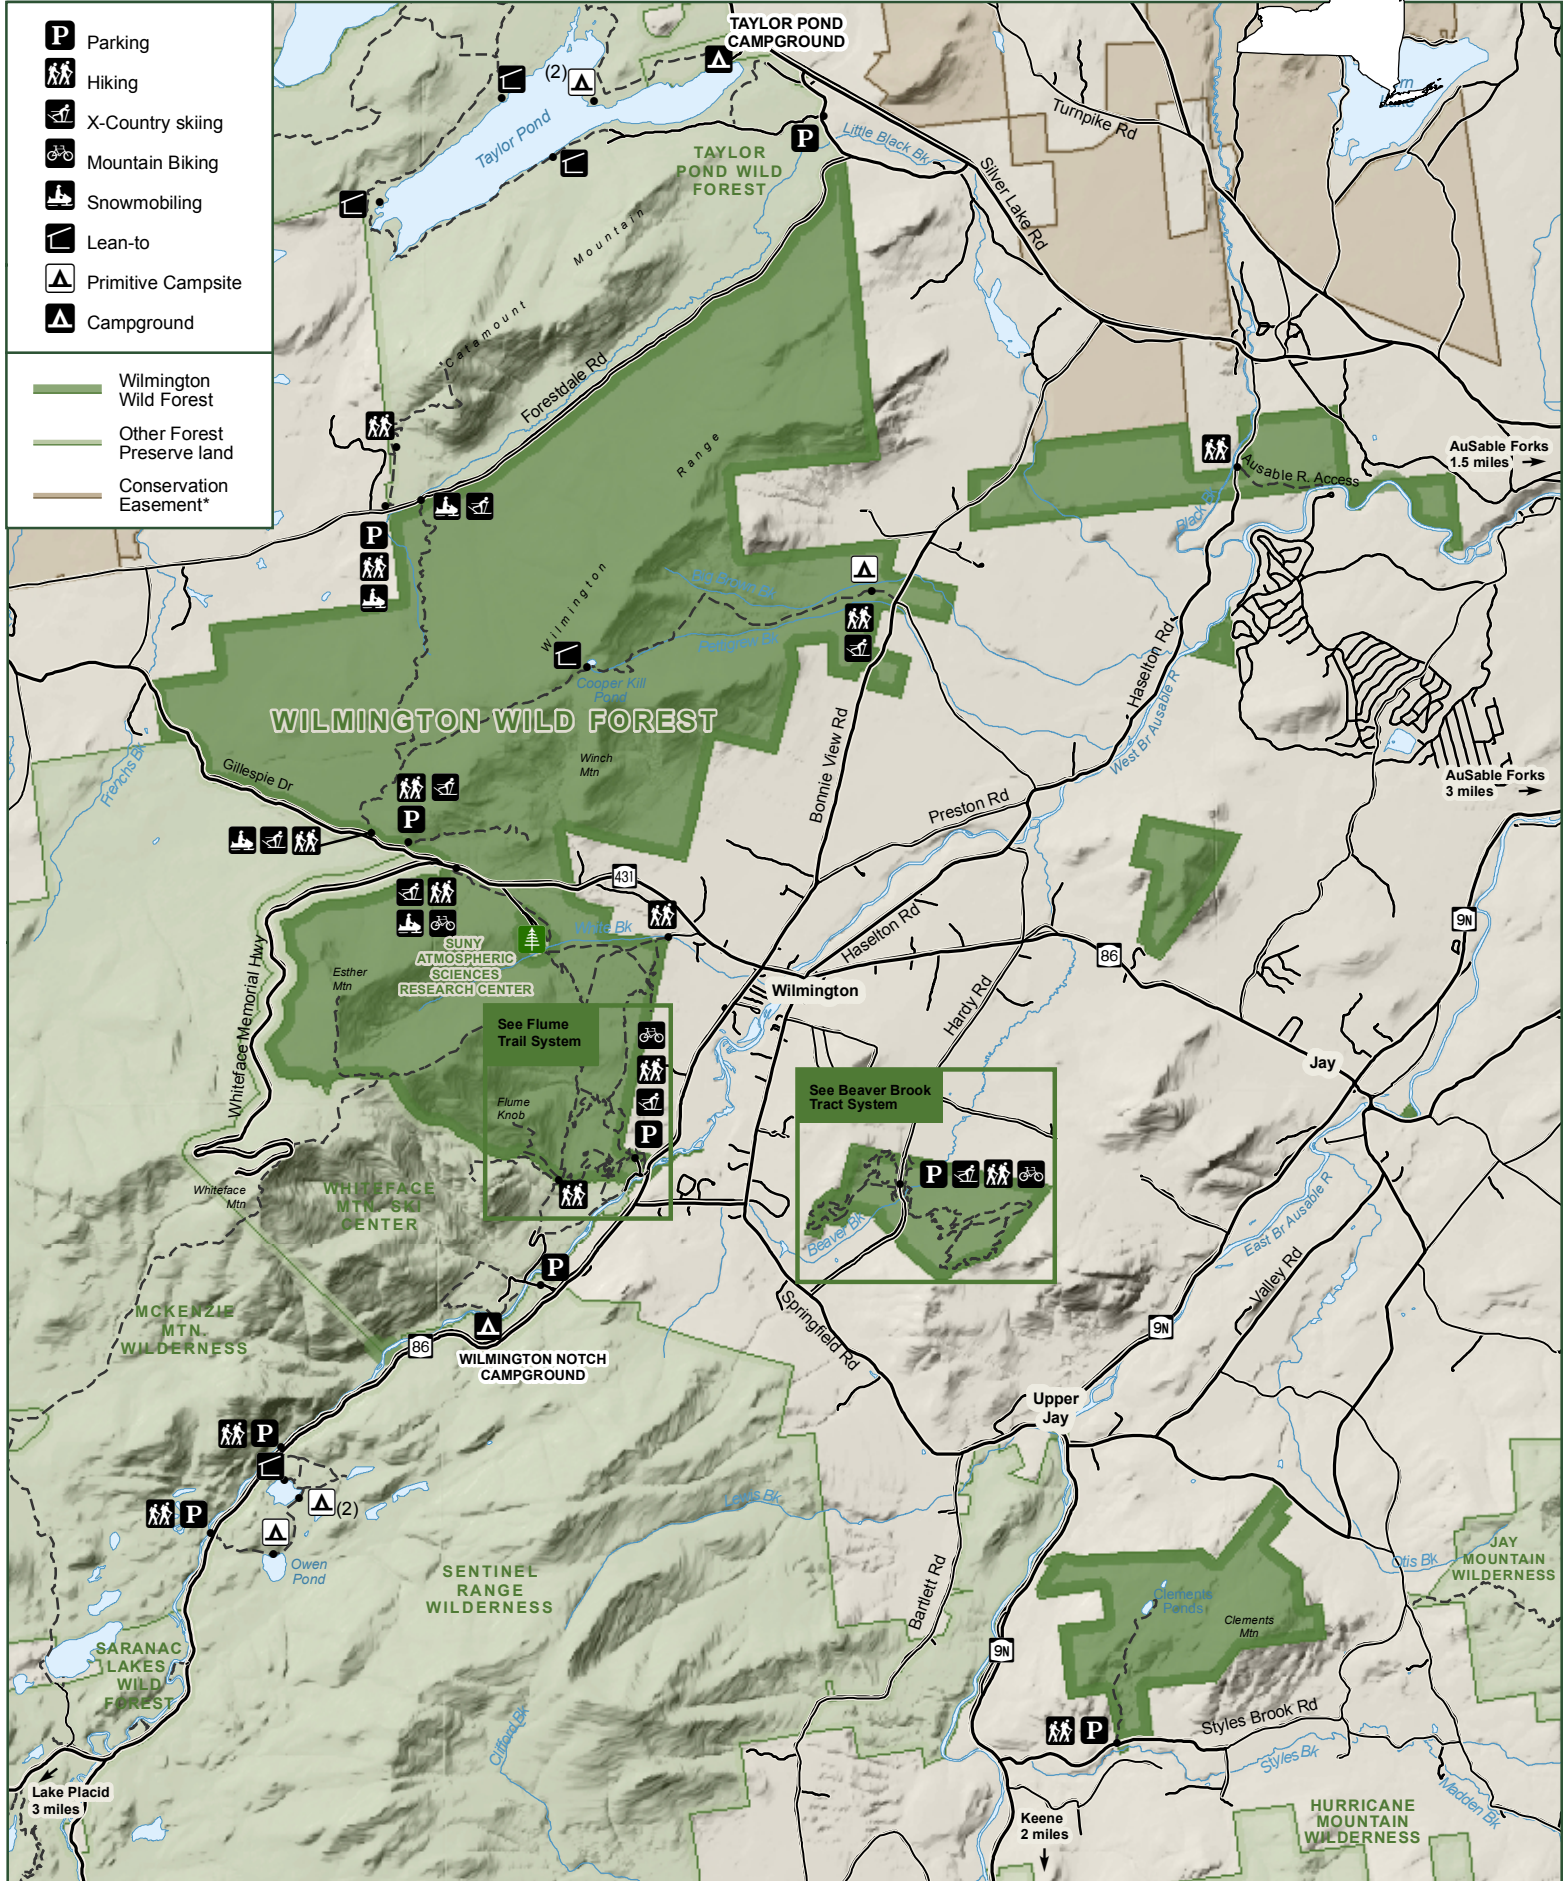 P Parking
Hiking
X-Country skiing
Mountain Biking
Snowmobiling
Lean-to
Primitive Campsite
Campground
Wilmington
Wild Forest
Other Forest
Preserve land
Conservation
Easement*
TAYLOR POND
CAMPGROUND
(2)
Taylor Pond
P
Little Black Bk
TAYLOR
POND WILD
FOREST
Turnpike Rd
Silver Lake Rd
Catamount Mountain
Forestdale Rd
Wilmington Range
AuSable Forks
1.5 miles
Ausable R. Access
P
Big Brown Bk
Pettigrew Bk
Cooper Kill
Pond
WILMINGTON WILD FOREST
Haselton Rd
West Br Ausable R
Frenchs Bk
Gillespie Dr
Winch
Mtn
Bonnie View Rd
Preston Rd
AuSable Forks
3 miles
P
431
9N
Whiteface Memorial Hwy
Esther
Mtn
SUNY
ATMOSPHERIC
SCIENCES
RESEARCH CENTER
White Bk
Haselton Rd
86
Wilmington
Hardy Rd
See Flume
Trail System
Flume
Knob
P
Jay
See Beaver Brook
Tract System
P
Beaver Bk
Whiteface
Mtn
WHITEFACE
MTN. SKI
CENTER
P
East Br Ausable R
Valley Rd
MCKENZIE
MTN.
WILDERNESS
86
WILMINGTON NOTCH
CAMPGROUND
Springfield Rd
9N
Upper
Jay
P
P
(2)
Owen
Pond
Lewis Bk
SENTINEL
RANGE
WILDERNESS
Bartlett Rd
Otis Bk
JAY
MOUNTAIN
WILDERNESS
Clements
Ponds
Clements
Mtn
9N
SARANAC
LAKES
WILD
FOREST
Clifford Bk
P
Styles Brook Rd
Styles Bk
Madden Bk
Lake Placid
3 miles
Keene
2 miles
HURRICANE
MOUNTAIN
WILDERNESS